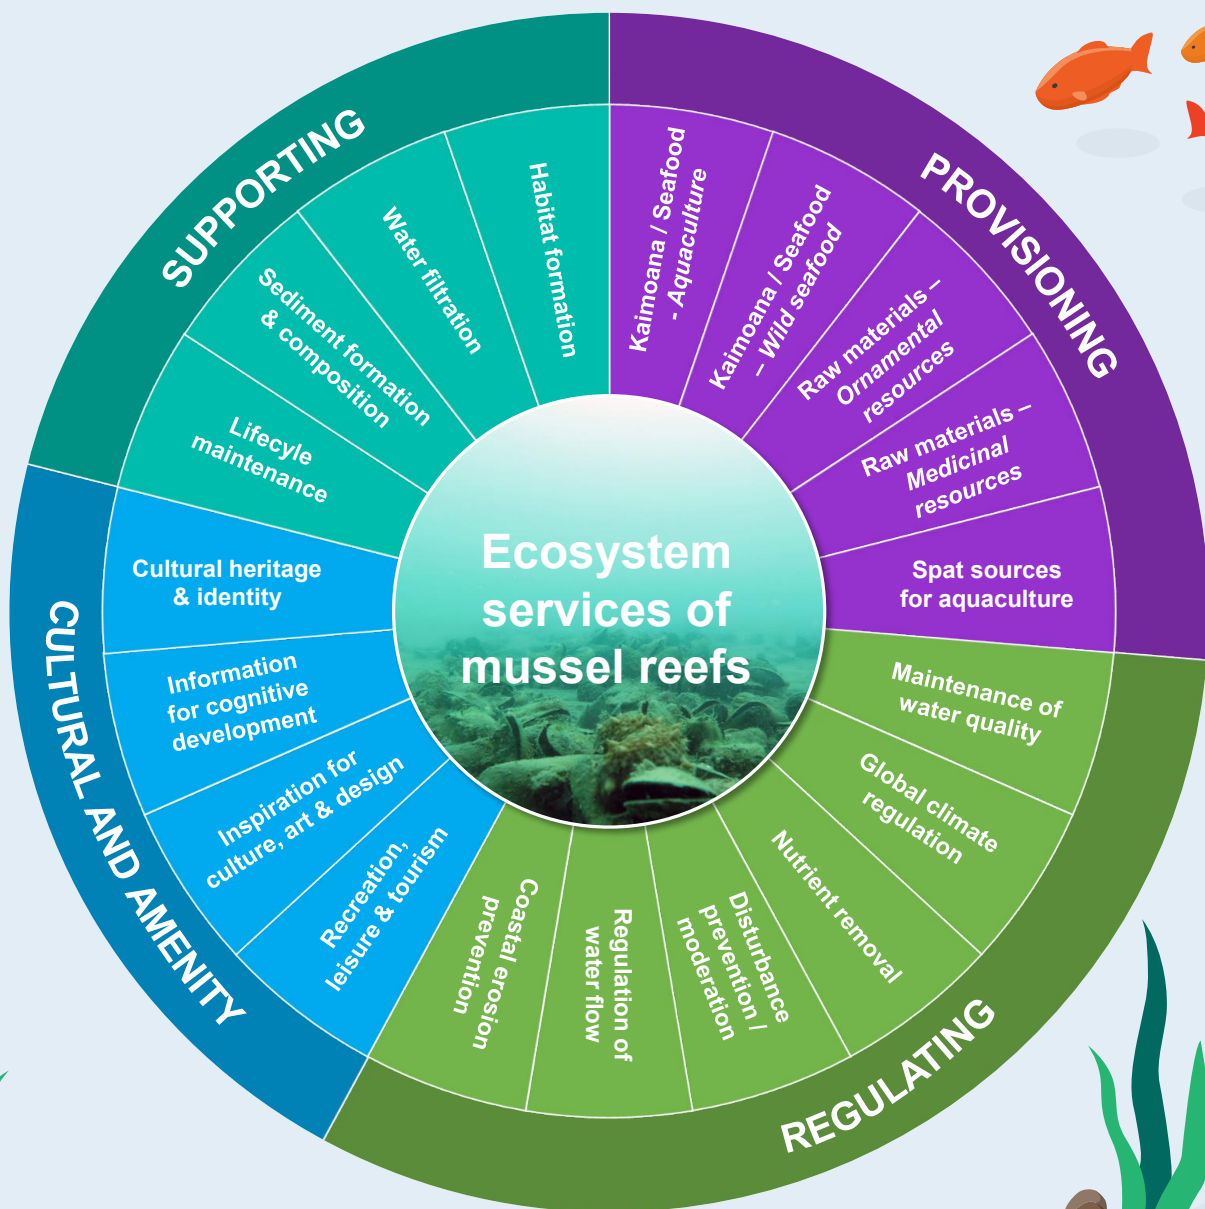 Ecosystem
services of
mussel reefs
PROVISIONING
Kaimoana / Seafood
- Aquaculture
Kaimoana / Seafood
– Wild seafood
Raw materials –
Ornamental
resources
Raw materials –
Medicinal
resources
Spat sources
for aquaculture
REGULATING
Maintenance of
water quality
Global climate
regulation
Nutrient removal
Disturbance
prevention /
moderation
Regulation of
water flow
Coastal erosion
prevention
CULTURAL AND AMENITY
Recreation,
leisure & tourism
Inspiration for
culture, art & design
Information
for cognitive
development
Cultural heritage
& identity
SUPPORTING
Lifecyle
maintenance
Sediment formation
& composition
Water filtration
Habitat formation